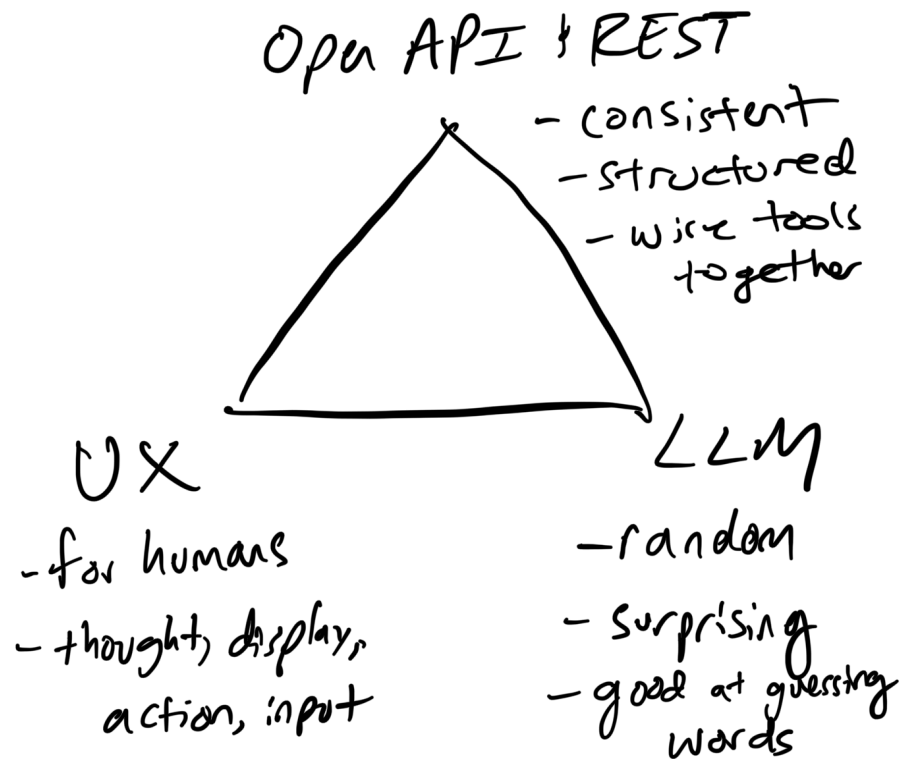 Open API & REST
- consistent
- structured
- wire tools
together
UX
- for humans
- thought, display,
action, input
LLM
- random
- surprising
- good at guessing
words